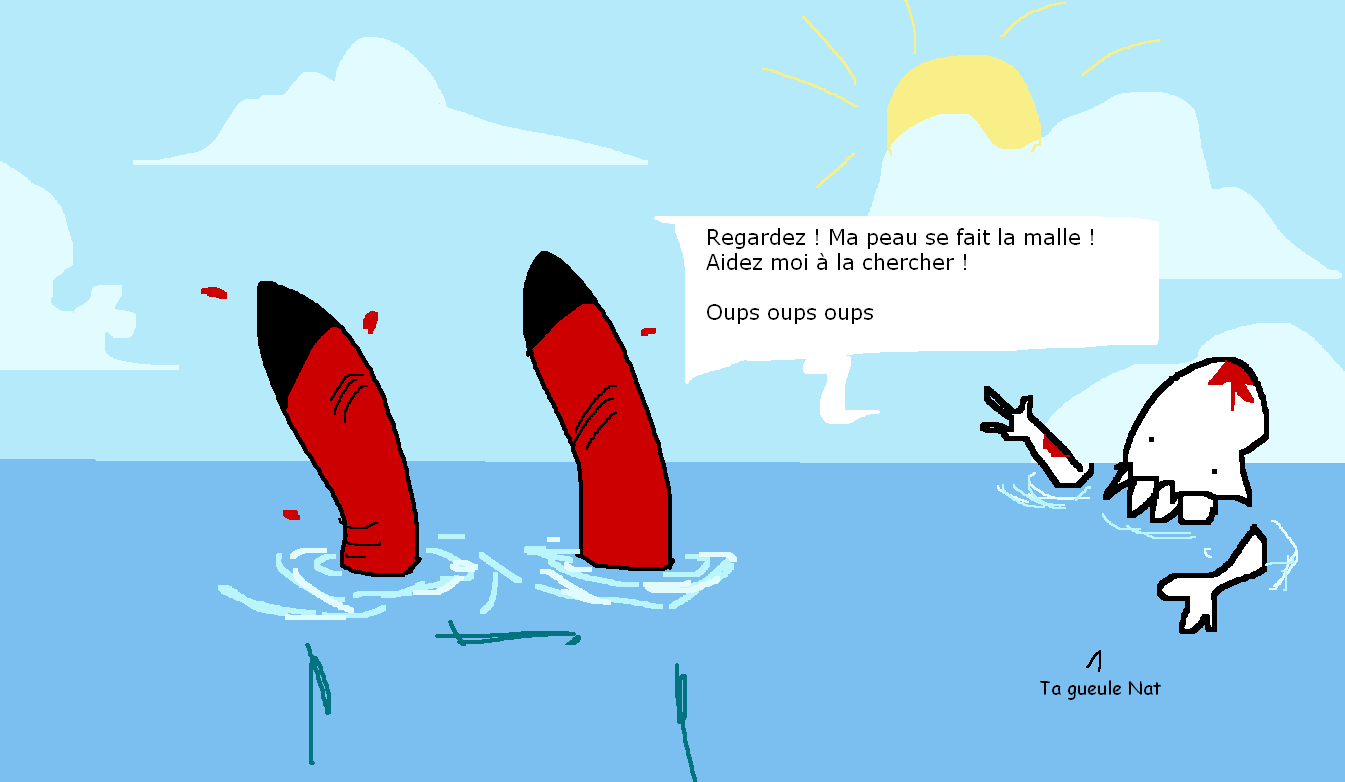 Regardez ! Ma peau se fait la malle !
Aidez moi à la chercher !
Oups oups oups
Ta gueule Nat